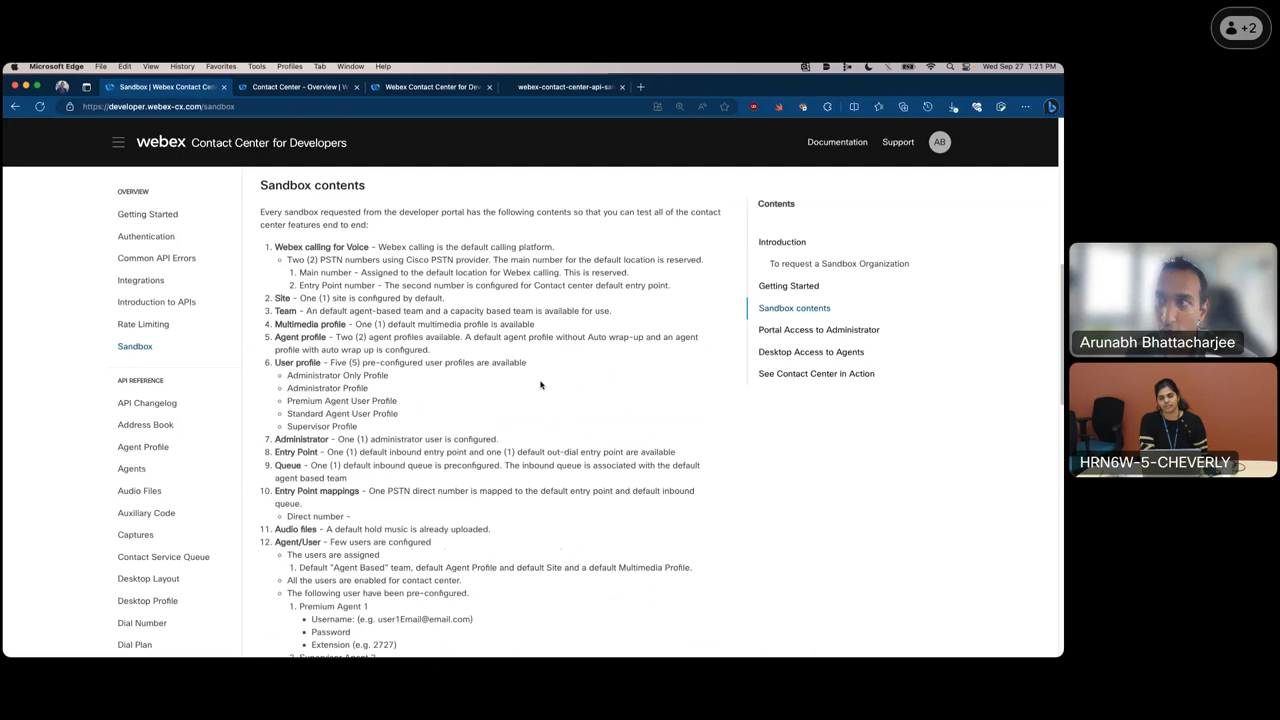 +2
Microsoft Edge File Edit View History Favorites Tools Profiles Tab Window Help Wed Sep 27 1:21 PM
Sandbox | Webex Contact Cen Contact Center - Overview | W Webex Contact Center for Dev webex-contact-center-api-sa
https://developer.webex-cx.com/sandbox
webex Contact Center for Developers Documentation Support AB
OVERVIEW
Getting Started
Authentication
Common API Errors
Integrations
Introduction to APIs
Rate Limiting
Sandbox
API REFERENCE
API Changelog
Address Book
Agent Profile
Agents
Audio Files
Auxiliary Code
Captures
Contact Service Queue
Desktop Layout
Desktop Profile
Dial Number
Dial Plan
Sandbox contents
Every sandbox requested from the developer portal has the following contents so that you can test all of the contact
center features end to end:
1. Webex calling for Voice - Webex calling is the default calling platform.
Two (2) PSTN numbers using Cisco PSTN provider. The main number for the default location is reserved.
1. Main number - Assigned to the default location for Webex calling. This is reserved.
2. Entry Point number - The second number is configured for Contact center default entry point.
2. Site - One (1) site is configured by default.
3. Team - An default agent-based team and a capacity based team is available for use.
4. Multimedia profile - One (1) default multimedia profile is available
5. Agent profile - Two (2) agent profiles available. A default agent profile without Auto wrap-up and an agent
profile with auto wrap up is configured.
6. User profile - Five (5) pre-configured user profiles are available
Administrator Only Profile
Administrator Profile
Premium Agent User Profile
Standard Agent User Profile
Supervisor Profile
7. Administrator - One (1) administrator user is configured.
8. Entry Point - One (1) default inbound entry point and one (1) default out-dial entry point are available
9. Queue - One (1) default inbound queue is preconfigured. The inbound queue is associated with the default
agent based team
10. Entry Point mappings - One PSTN direct number is mapped to the default entry point and default inbound
queue.
Direct number -
11. Audio files - A default hold music is already uploaded.
12. Agent/User - Few users are configured
The users are assigned
1. Default "Agent Based" team, default Agent Profile and default Site and a default Multimedia Profile.
All the users are enabled for contact center.
The following user have been pre-configured.
1. Premium Agent 1
Username: (e.g. user1Email@email.com)
Password
Extension (e.g. 2727)
Contents
Introduction
To request a Sandbox Organization
Getting Started
Sandbox contents
Portal Access to Administrator
Desktop Access to Agents
See Contact Center in Action
Arunabh Bhattacharjee
HRN6W-5-CHEVERLY